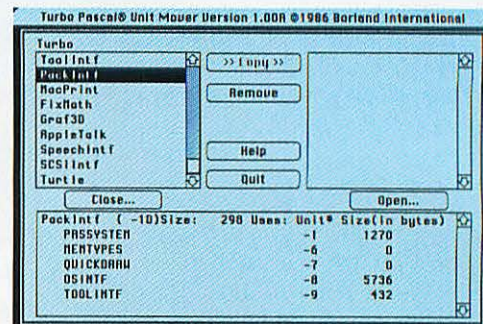 Turbo Pascal® Unit Mover Version 1.00A ©1986 Borland International
Turbo
ToolIntf
PackIntf
MacPrint
FixMath
Graf3D
AppleTalk
SpeechIntf
SCSIIntf
Turtle
>> Copy >>
Remove
Help
Quit
Close...
Open...
PackIntf ( -10)Size: 298 Uses: Unit# Size(in bytes)
PASSYSTEM -1 1270
MEMTYPES -6 0
QUICKDRAW -7 0
OSINTF -8 5736
TOOLINTF -9 432